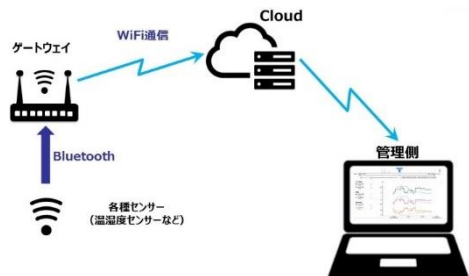 Cloud
WiFi通信
ゲートウェイ
管理側
Bluetooth
各種センサー
（温湿度センサーなど）